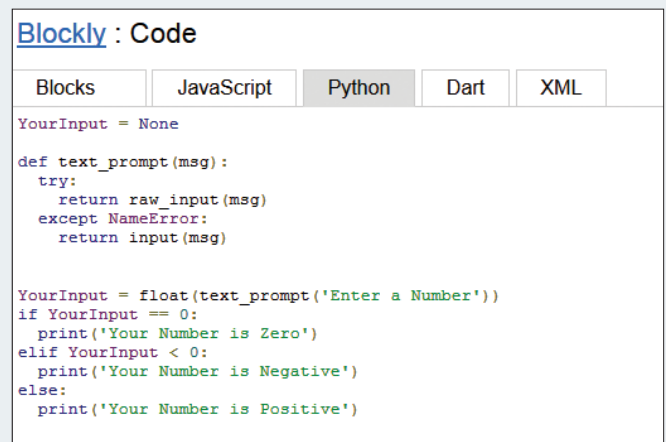 Blockly : Code
Blocks JavaScript Python Dart XML
YourInput = None

def text_prompt(msg):
  try:
    return raw_input(msg)
  except NameError:
    return input(msg)


YourInput = float(text_prompt('Enter a Number'))
if YourInput == 0:
  print('Your Number is Zero')
elif YourInput < 0:
  print('Your Number is Negative')
else:
  print('Your Number is Positive')